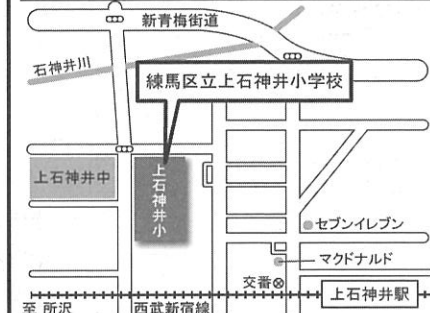 新青梅街道
石神井川
練馬区立上石神井小学校
上石神井中
上石神井小
セブンイレブン
マクドナルド
交番
上石神井駅
至 所沢
西武新宿線